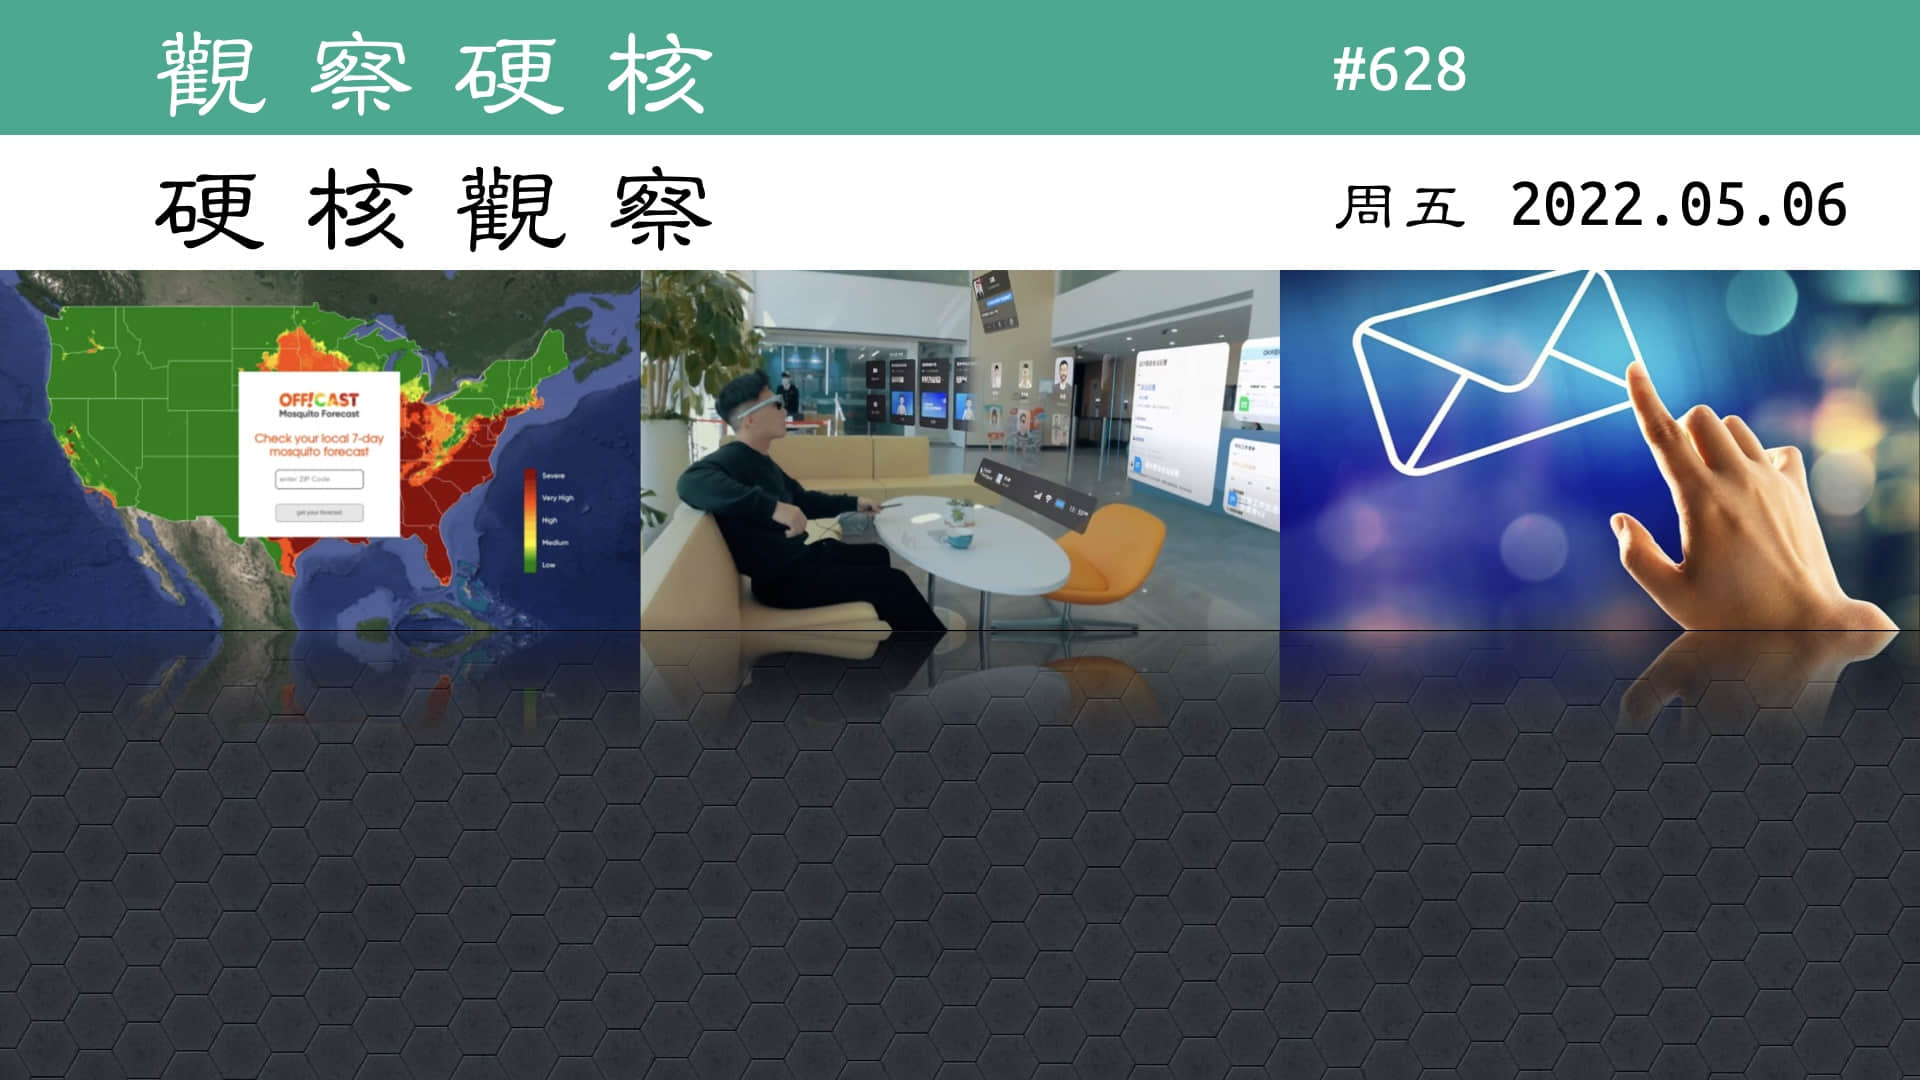 觀察硬核
#628
硬核觀察
周五 2022.05.06
OFF!CAST
Mosquito Forecast
Check your local 7-day
mosquito forecast
enter ZIP Code
get your forecast
Severe
Very High
High
Medium
Low